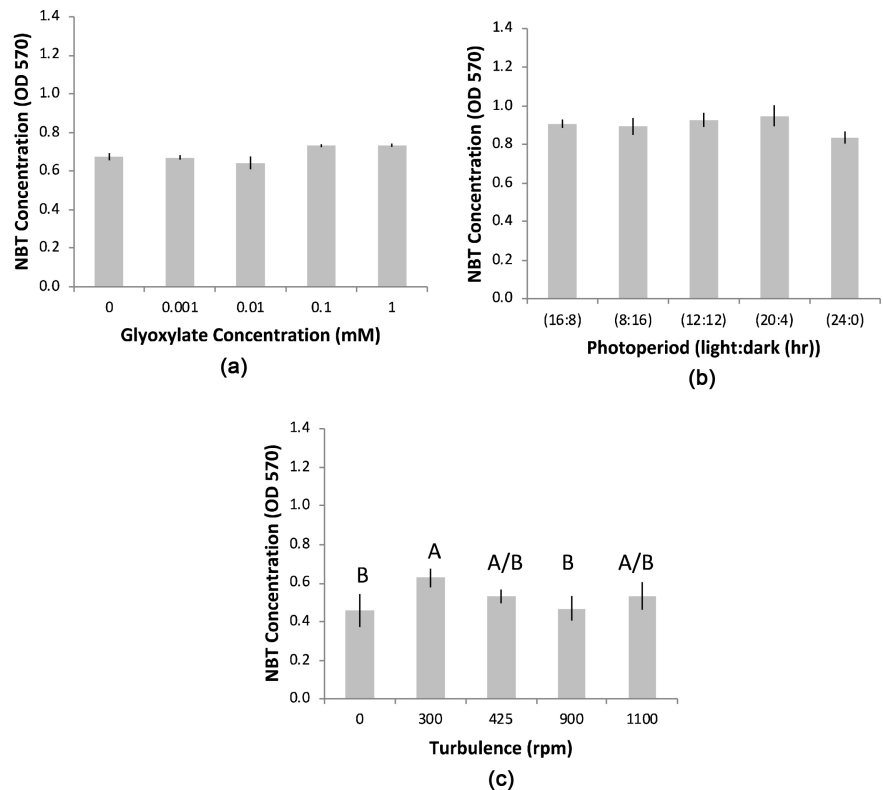 1.4
1.2
1.0
0.8
0.6
0.4
0.2
0.0
NBT Concentration (OD 570)
0 0.001 0.01 0.1 1
Glyoxylate Concentration (mM)
(a)
1.4
1.2
1.0
0.8
0.6
0.4
0.2
0.0
NBT Concentration (OD 570)
(16:8) (8:16) (12:12) (20:4) (24:0)
Photoperiod (light:dark (hr))
(b)
1.4
1.2
1.0
0.8
0.6
0.4
0.2
0.0
NBT Concentration (OD 570)
B A A/B B A/B
0 300 425 900 1100
Turbulence (rpm)
(c)